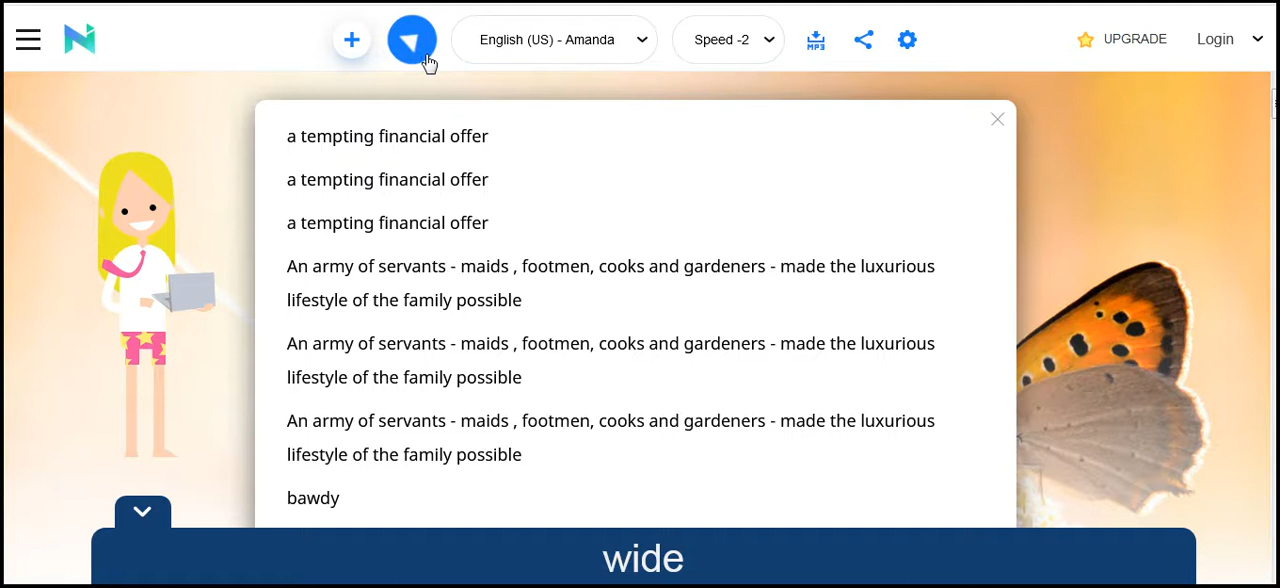 English (US) - Amanda
Speed -2
MP3
UPGRADE
Login
a tempting financial offer
a tempting financial offer
a tempting financial offer
An army of servants - maids , footmen, cooks and gardeners - made the luxurious
lifestyle of the family possible
An army of servants - maids , footmen, cooks and gardeners - made the luxurious
lifestyle of the family possible
An army of servants - maids , footmen, cooks and gardeners - made the luxurious
lifestyle of the family possible
bawdy
wide